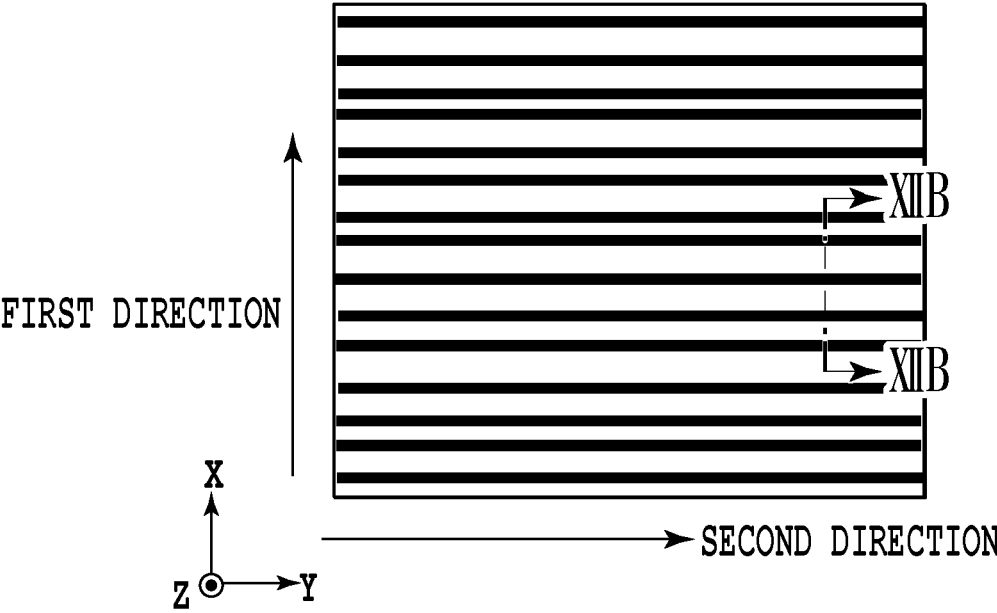 XIIB
FIRST DIRECTION
XIIB
X
SECOND DIRECTION
Z
Y